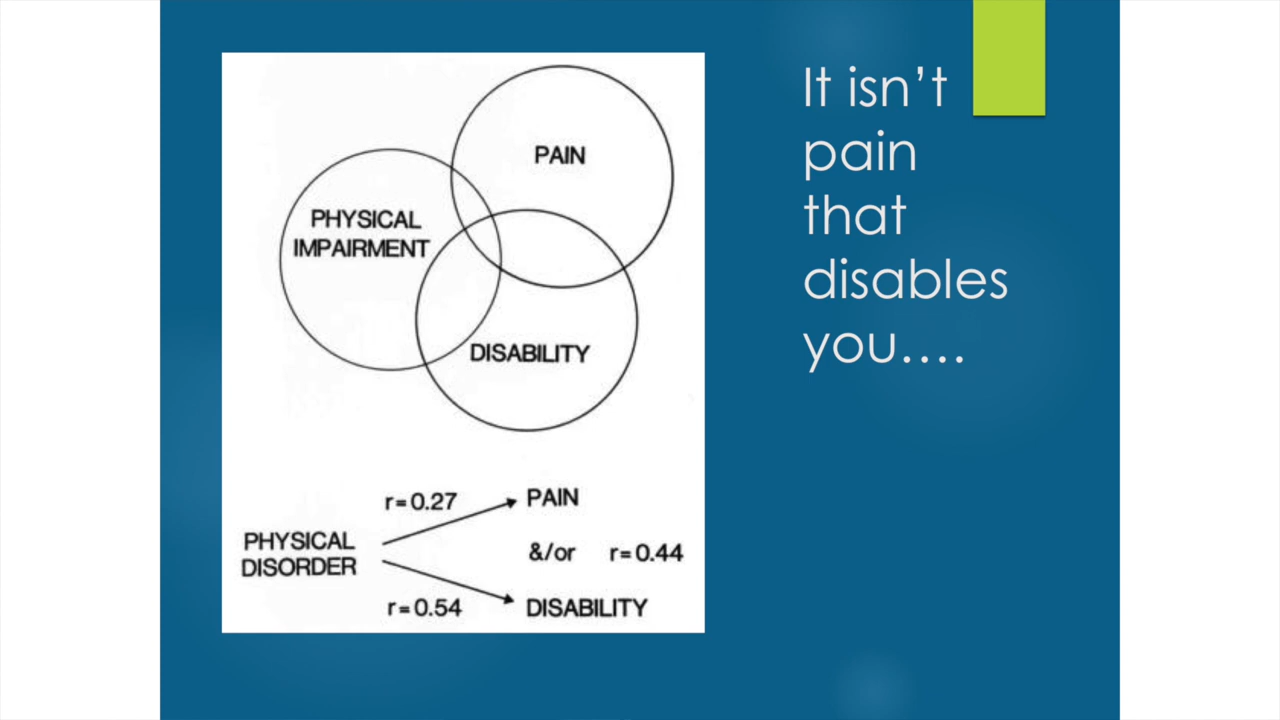 PAIN
PHYSICAL
IMPAIRMENT
DISABILITY
r=0.27
PAIN
PHYSICAL
DISORDER
&/or r=0.44
r=0.54
DISABILITY
It isn’t
pain
that
disables
you….